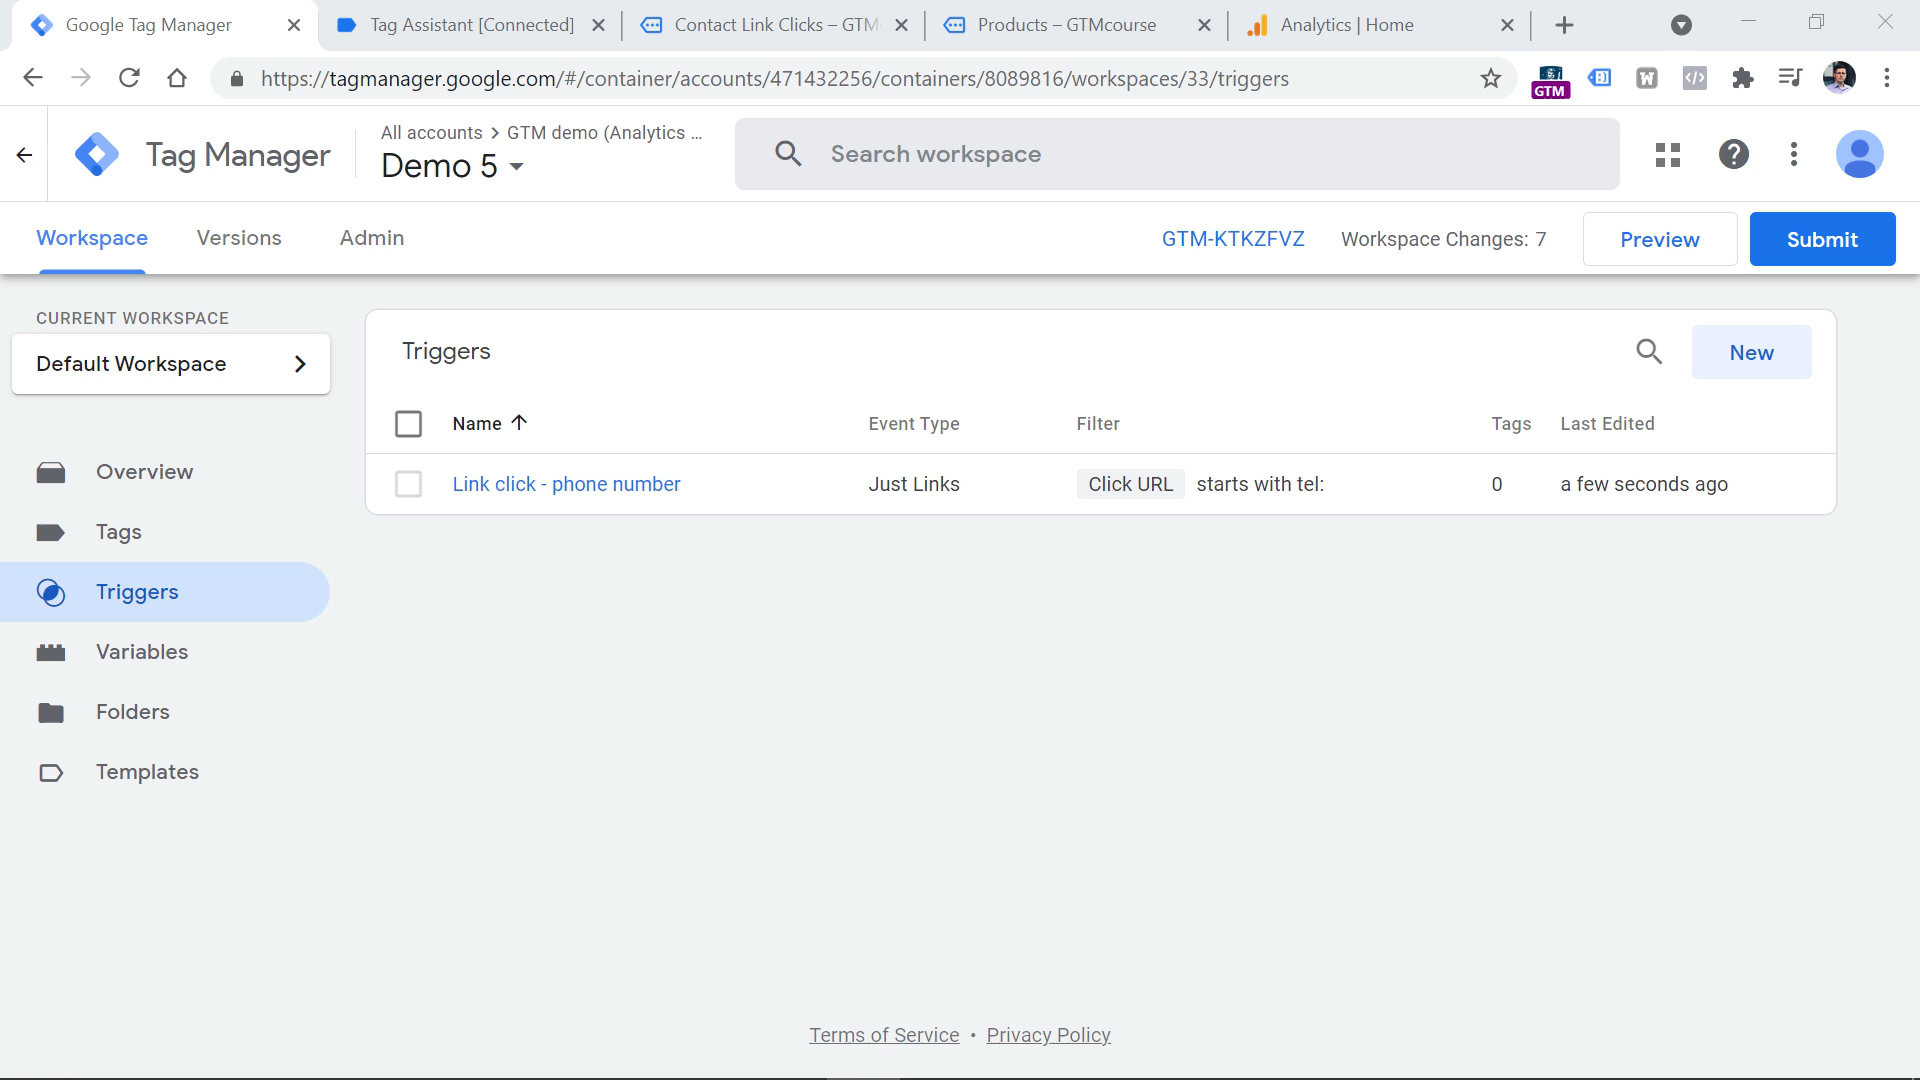 Google Tag Manager
Tag Assistant [Connected]
Contact Link Clicks – GTM
Products – GTMcourse
Analytics | Home
https://tagmanager.google.com/#/container/accounts/471432256/containers/8089816/workspaces/33/triggers
GTM
Tag Manager
All accounts > GTM demo (Analytics ...
Demo 5
Search workspace
Workspace
Versions
Admin
GTM-KTKZFVZ
Workspace Changes: 7
Preview
Submit
CURRENT WORKSPACE
Default Workspace
Overview
Tags
Triggers
Variables
Folders
Templates
Triggers
New
Name
Event Type
Filter
Tags
Last Edited
Link click - phone number
Just Links
Click URL starts with tel:
0
a few seconds ago
Terms of Service • Privacy Policy